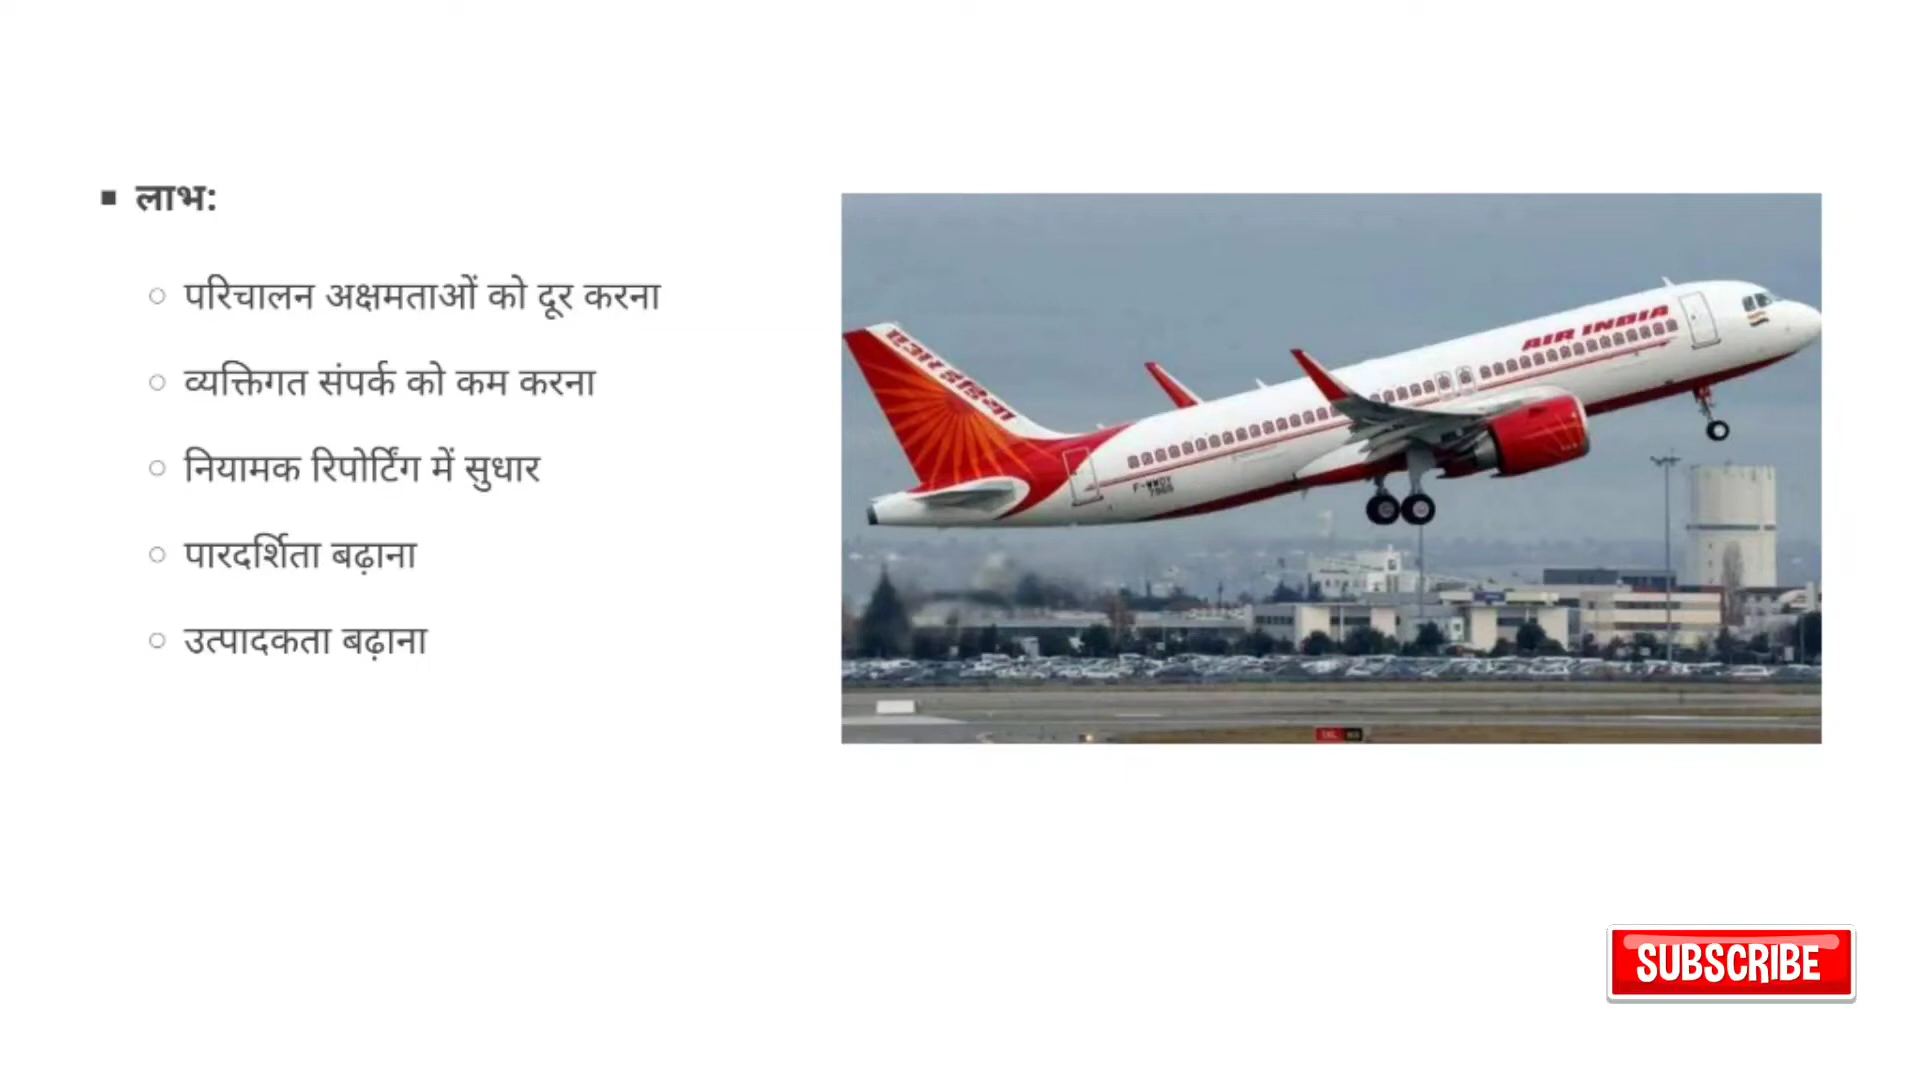 लाभ:
परिचालन अक्षमताओं को दूर करना
व्यक्तिगत संपर्क को कम करना
नियामक रिपोर्टिंग में सुधार
पारदर्शिता बढ़ाना
उत्पादकता बढ़ाना
एअर इंडिया
AIR INDIA
SUBSCRIBE